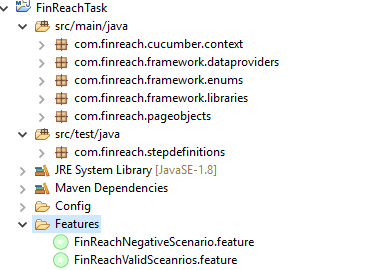 FinReachTask
src/main/java
com.finreach.cucumber.context
com.finreach.framework.dataproviders
com.finreach.framework.enums
com.finreach.framework.libraries
com.finreach.pageobjects
src/test/java
com.finreach.stepdefinitions
JRE System Library [JavaSE-1.8]
Maven Dependencies
Config
Features
FinReachNegativeScenario.feature
FinReachValidSceanrios.feature